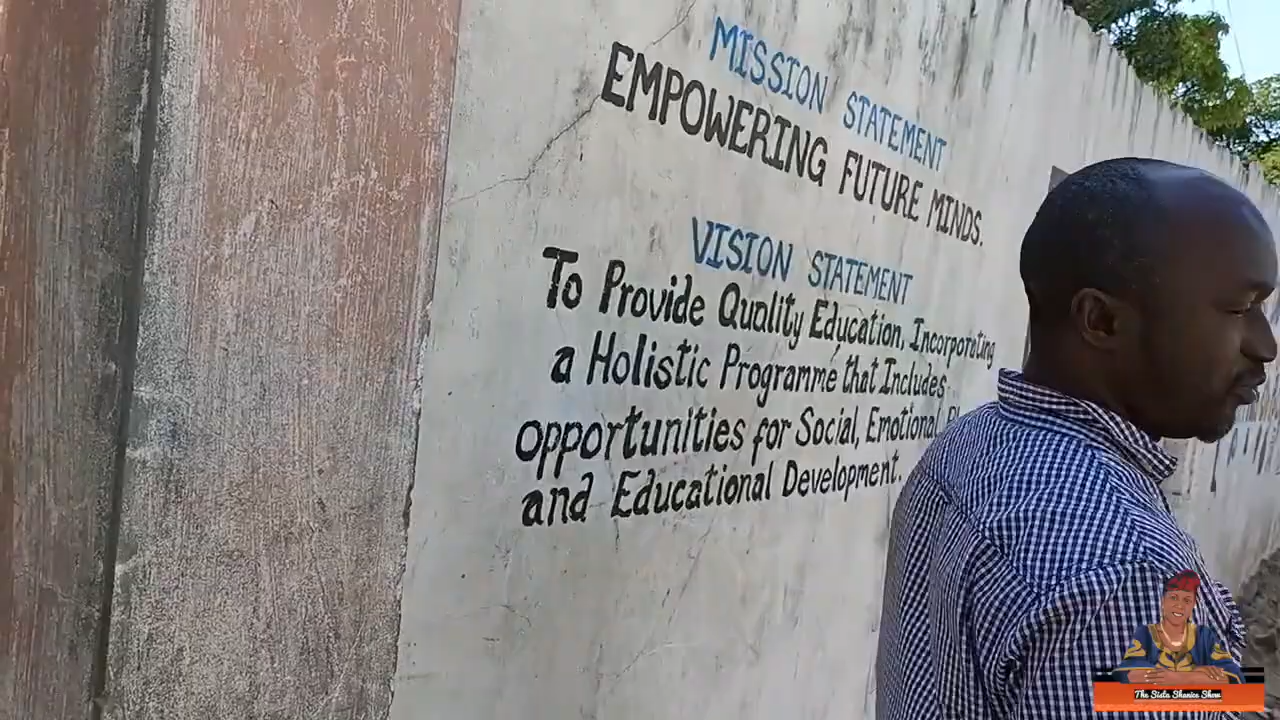 MISSION STATEMENT
EMPOWERING FUTURE MINDS.
VISION STATEMENT
To Provide Quality Education, Incorporating
a Holistic Programme that Includes
opportunities for Social, Emotional
and Educational Development.
The Sista Shanice Show